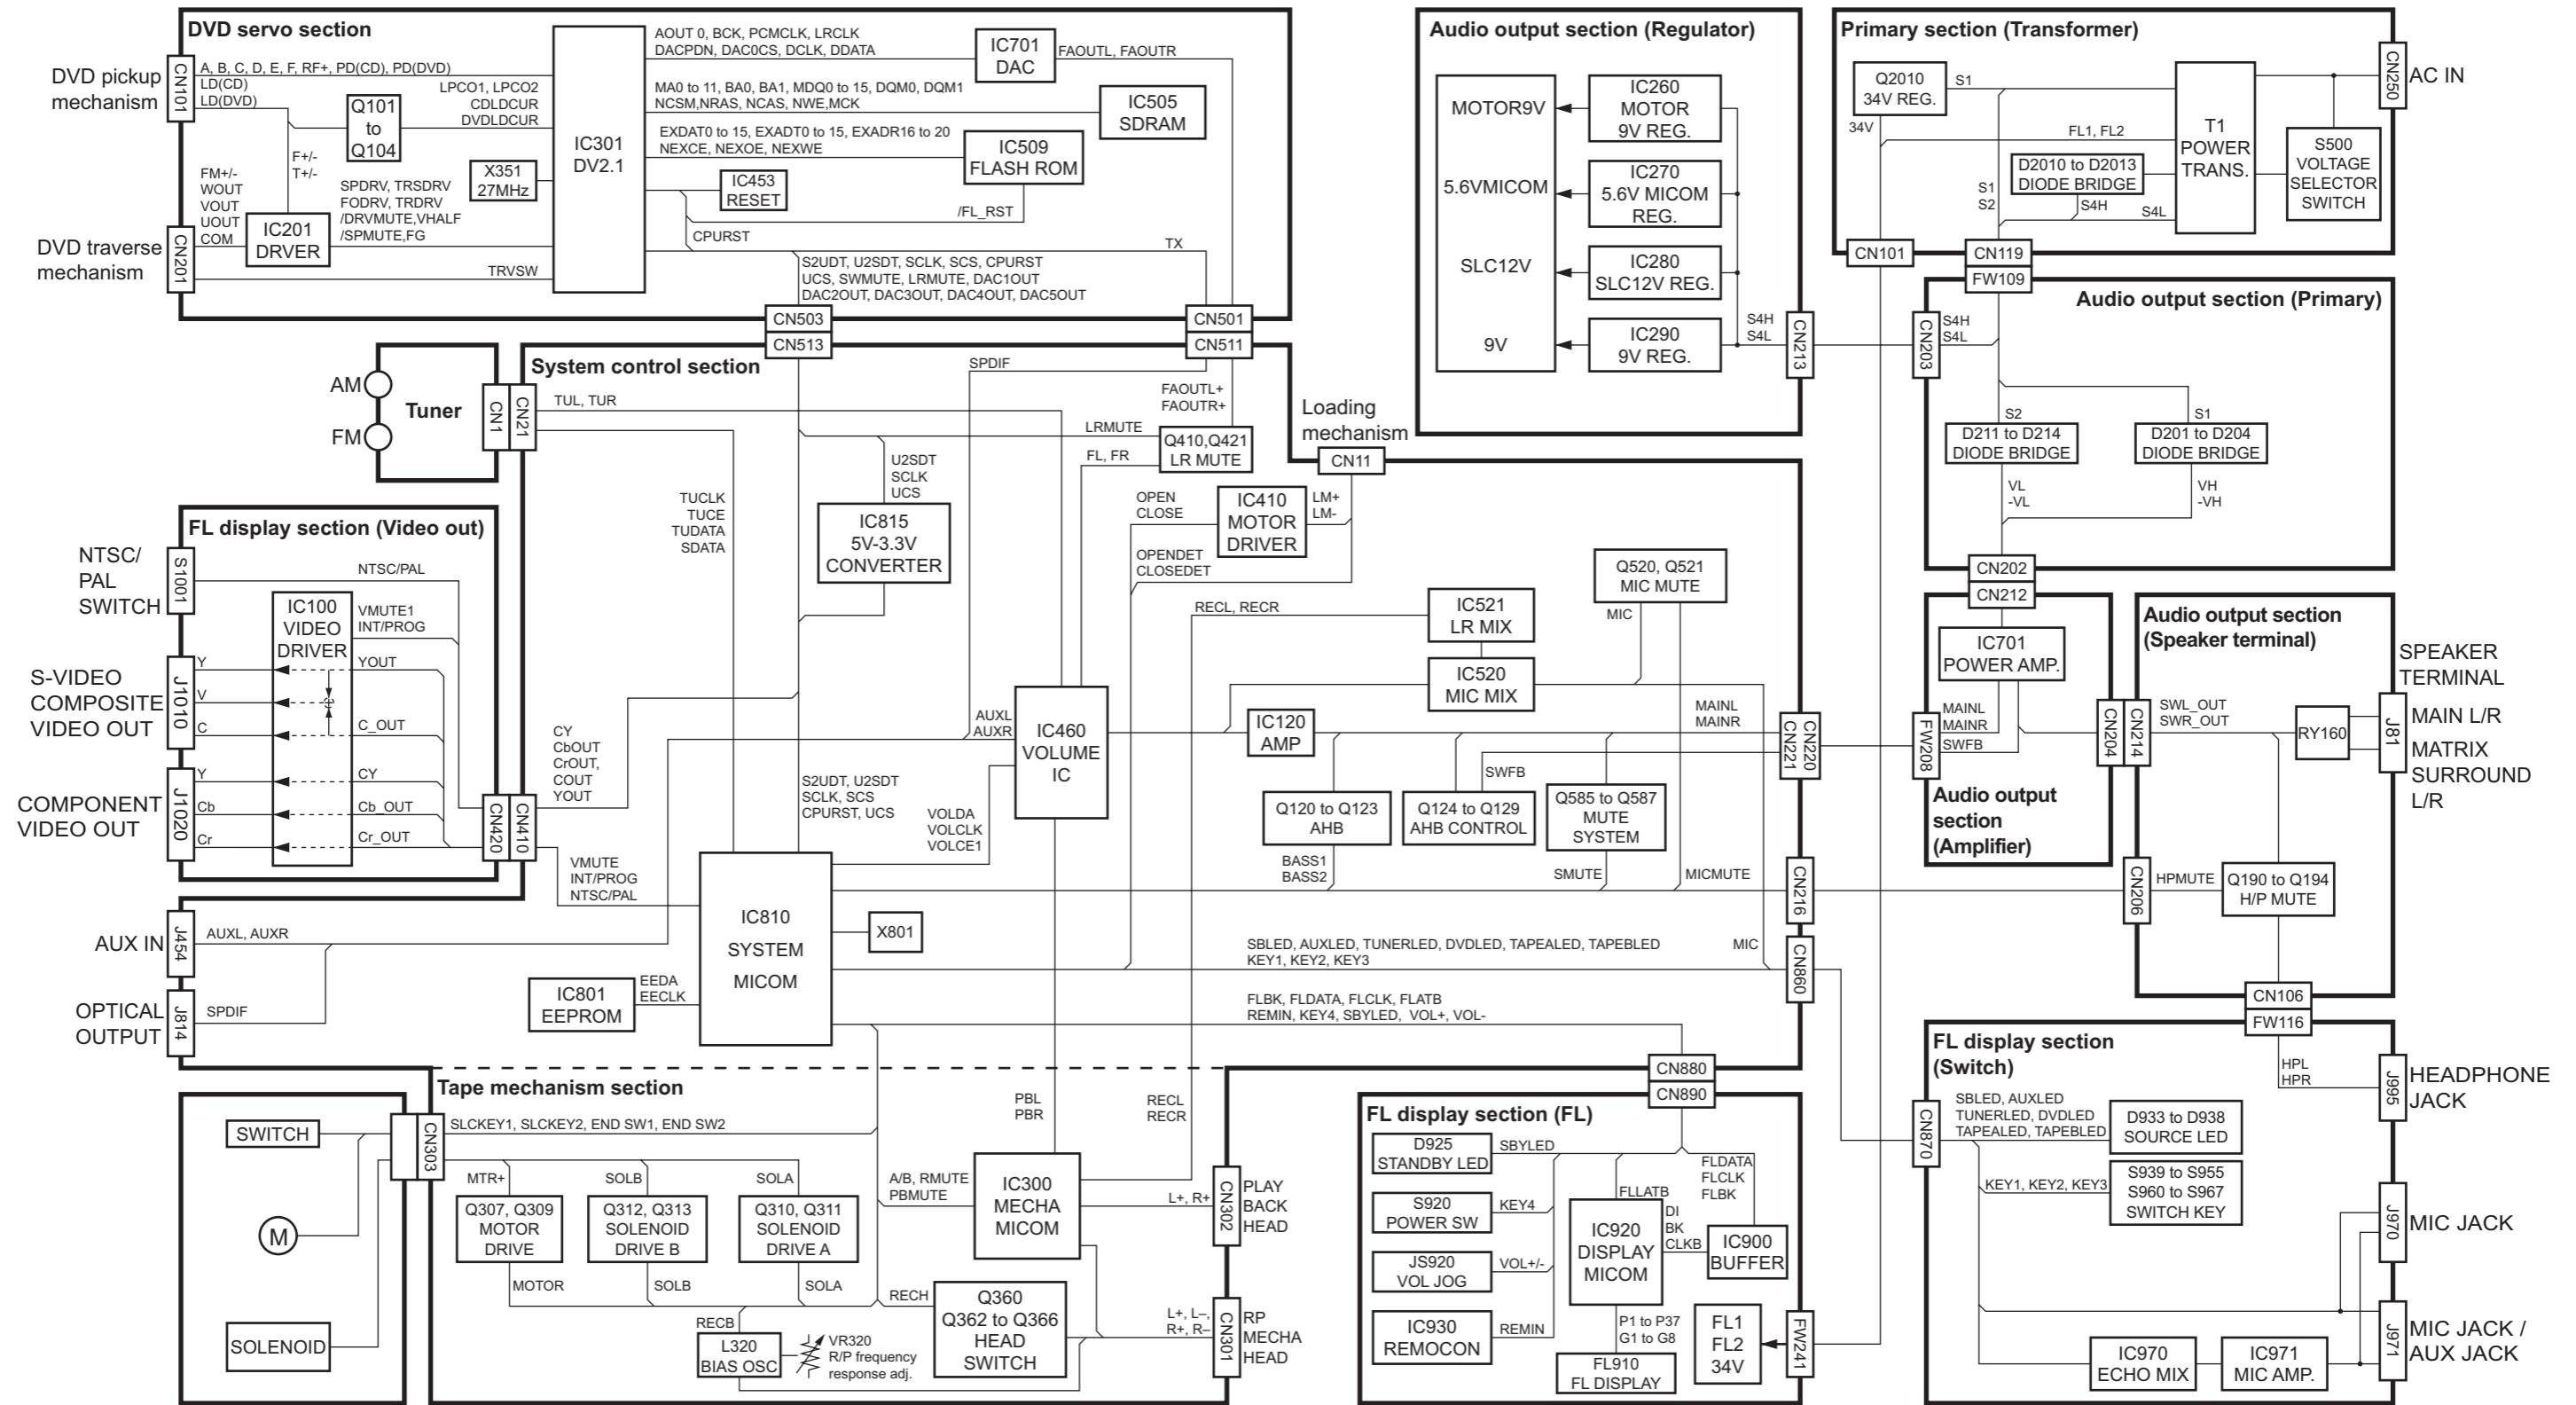 DVD servo section
DVD pickup
mechanism
CN101
A, B, C, D, E, F, RF+, PD(CD), PD(DVD)
LD(CD)
LD(DVD)
Q101
to
Q104
LPCO1, LPCO2
CDLDCUR
DVDLDCUR
F+/-
T+/-
X351
27MHz
FM+/-
WOUT
VOUT
UOUT
COM
IC201
DRVER
SPDRV, TRSDRV
FODRV, TRDRV
/DRVMUTE,VHALF
/SPMUTE,FG
DVD traverse
mechanism
CN201
TRVSW
IC301
DV2.1
AOUT 0, BCK, PCMCLK, LRCLK
DACPDN, DAC0CS, DCLK, DDATA
IC701
DAC
FAOUTL, FAOUTR
MA0 to 11, BA0, BA1, MDQ0 to 15, DQM0, DQM1
NCSM,NRAS, NCAS, NWE,MCK
IC505
SDRAM
EXDAT0 to 15, EXADT0 to 15, EXADR16 to 20
NEXCE, NEXOE, NEXWE
IC509
FLASH ROM
IC453
RESET
/FL_RST
CPURST
TX
S2UDT, U2SDT, SCLK, SCS, CPURST
UCS, SWMUTE, LRMUTE, DAC1OUT
DAC2OUT, DAC3OUT, DAC4OUT, DAC5OUT
CN503
CN501
Audio output section (Regulator)
MOTOR9V
5.6VMICOM
SLC12V
9V
IC260
MOTOR
9V REG.
IC270
5.6V MICOM
REG.
IC280
SLC12V REG.
IC290
9V REG.
S4H
S4L
CN213
Primary section (Transformer)
Q2010
34V REG.
S1
34V
FL1, FL2
D2010 to D2013
DIODE BRIDGE
S1
S2
S4H
S4L
T1
POWER
TRANS.
S500
VOLTAGE
SELECTOR
SWITCH
CN250
AC IN
CN101
CN119
FW109
Audio output section (Primary)
CN203
S4H
S4L
S2
S1
D211 to D214
DIODE BRIDGE
D201 to D204
DIODE BRIDGE
VL
-VL
VH
-VH
CN202
CN513
CN511
AM
FM
Tuner
CN1
CN21
System control section
TUL, TUR
SPDIF
FAOUTL+
FAOUTR+
LRMUTE
Q410,Q421
LR MUTE
FL, FR
U2SDT
SCLK
UCS
IC815
5V-3.3V
CONVERTER
TUCLK
TUCE
TUDATA
SDATA
Loading
mechanism
CN11
OPEN
CLOSE
IC410
MOTOR
DRIVER
LM+
LM-
OPENDET
CLOSEDET
RECL, RECR
IC521
LR MIX
IC520
MIC MIX
Q520, Q521
MIC MUTE
MIC
FL display section (Video out)
NTSC/
PAL
SWITCH
S1001
NTSC/PAL
IC100
VIDEO
DRIVER
VMUTE1
INT/PROG
S-VIDEO
COMPOSITE
VIDEO OUT
J1010
Y
V
C
YOUT
C_OUT
COMPONENT
VIDEO OUT
J1020
Y
Cb
Cr
CY
Cb_OUT
Cr_OUT
CN420
CN410
CY
CbOUT
CrOUT,
COUT
YOUT
VMUTE
INT/PROG
NTSC/PAL
S2UDT, U2SDT
SCLK, SCS
CPURST, UCS
AUXL
AUXR
IC460
VOLUME
IC
VOLDA
VOLCLK
VOLCE1
IC120
AMP
Q120 to Q123
AHB
BASS1
BASS2
SWFB
Q124 to Q129
AHB CONTROL
Q585 to Q587
MUTE
SYSTEM
SMUTE
MICMUTE
MAINL
MAINR
CN220
CN221
CN216
CN860
MIC
AUX IN
J454
AUXL, AUXR
OPTICAL
OUTPUT
J814
SPDIF
IC801
EEPROM
EEDA
EECLK
IC810
SYSTEM
MICOM
X801
SBLED, AUXLED, TUNERLED, DVDLED, TAPEALED, TAPEBLED
KEY1, KEY2, KEY3
FLBK, FLDATA, FLCLK, FLATB
REMIN, KEY4, SBYLED, VOL+, VOL-
CN880
CN890
CN212
IC701
POWER AMP.
FW208
MAINL
MAINR
SWFB
Audio output
section
(Amplifier)
CN204
CN214
Audio output section
(Speaker terminal)
SWL_OUT
SWR_OUT
RY160
J81
SPEAKER
TERMINAL
MAIN L/R
MATRIX
SURROUND
L/R
CN206
HPMUTE
Q190 to Q194
H/P MUTE
CN106
FW116
FL display section
(Switch)
HPL
HPR
J995
HEADPHONE
JACK
CN870
SBLED, AUXLED
TUNERLED, DVDLED
TAPEALED, TAPEBLED
D933 to D938
SOURCE LED
KEY1, KEY2, KEY3
S939 to S955
S960 to S967
SWITCH KEY
J970
MIC JACK
J971
MIC JACK /
AUX JACK
IC970
ECHO MIX
IC971
MIC AMP.
Tape mechanism section
SWITCH
M
SOLENOID
CN303
SLCKEY1, SLCKEY2, END SW1, END SW2
MTR+
SOLB
SOLA
Q307, Q309
MOTOR
DRIVE
Q312, Q313
SOLENOID
DRIVE B
Q310, Q311
SOLENOID
DRIVE A
MOTOR
SOLB
SOLA
A/B, RMUTE
PBMUTE
PBL
PBR
RECL
RECR
IC300
MECHA
MICOM
L+, R+
CN302
PLAY
BACK
HEAD
RECH
Q360
Q362 to Q366
HEAD
SWITCH
L+, L–,
R+, R–
CN301
RP
MECHA
HEAD
RECB
L320
BIAS OSC
VR320
R/P frequency
response adj.
FL display section (FL)
D925
STANDBY LED
SBYLED
S920
POWER SW
KEY4
JS920
VOL JOG
VOL+/-
IC930
REMOCON
REMIN
FLLATB
IC920
DISPLAY
MICOM
DI
BK
CLKB
FLDATA
FLCLK
FLBK
IC900
BUFFER
P1 to P37
G1 to G8
FL910
FL DISPLAY
FL1
FL2
34V
FW241